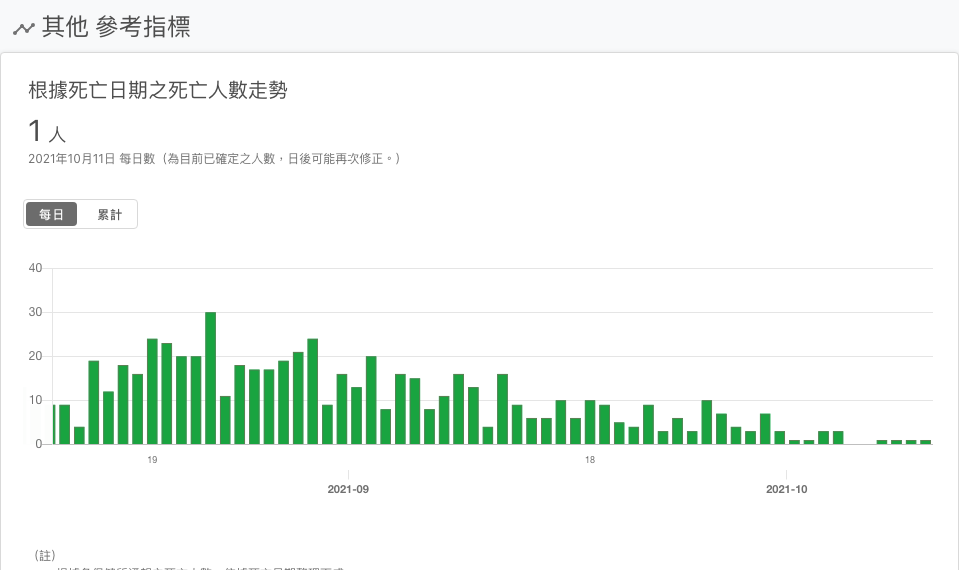 其他 參考指標
根據死亡日期之死亡人數走勢
1 人
2021年10月11日 每日數（為目前已確定之人數，日後可能再次修正。）
每日 累計
40
30
20
10
0
19 18
2021-09 2021-10
（註）